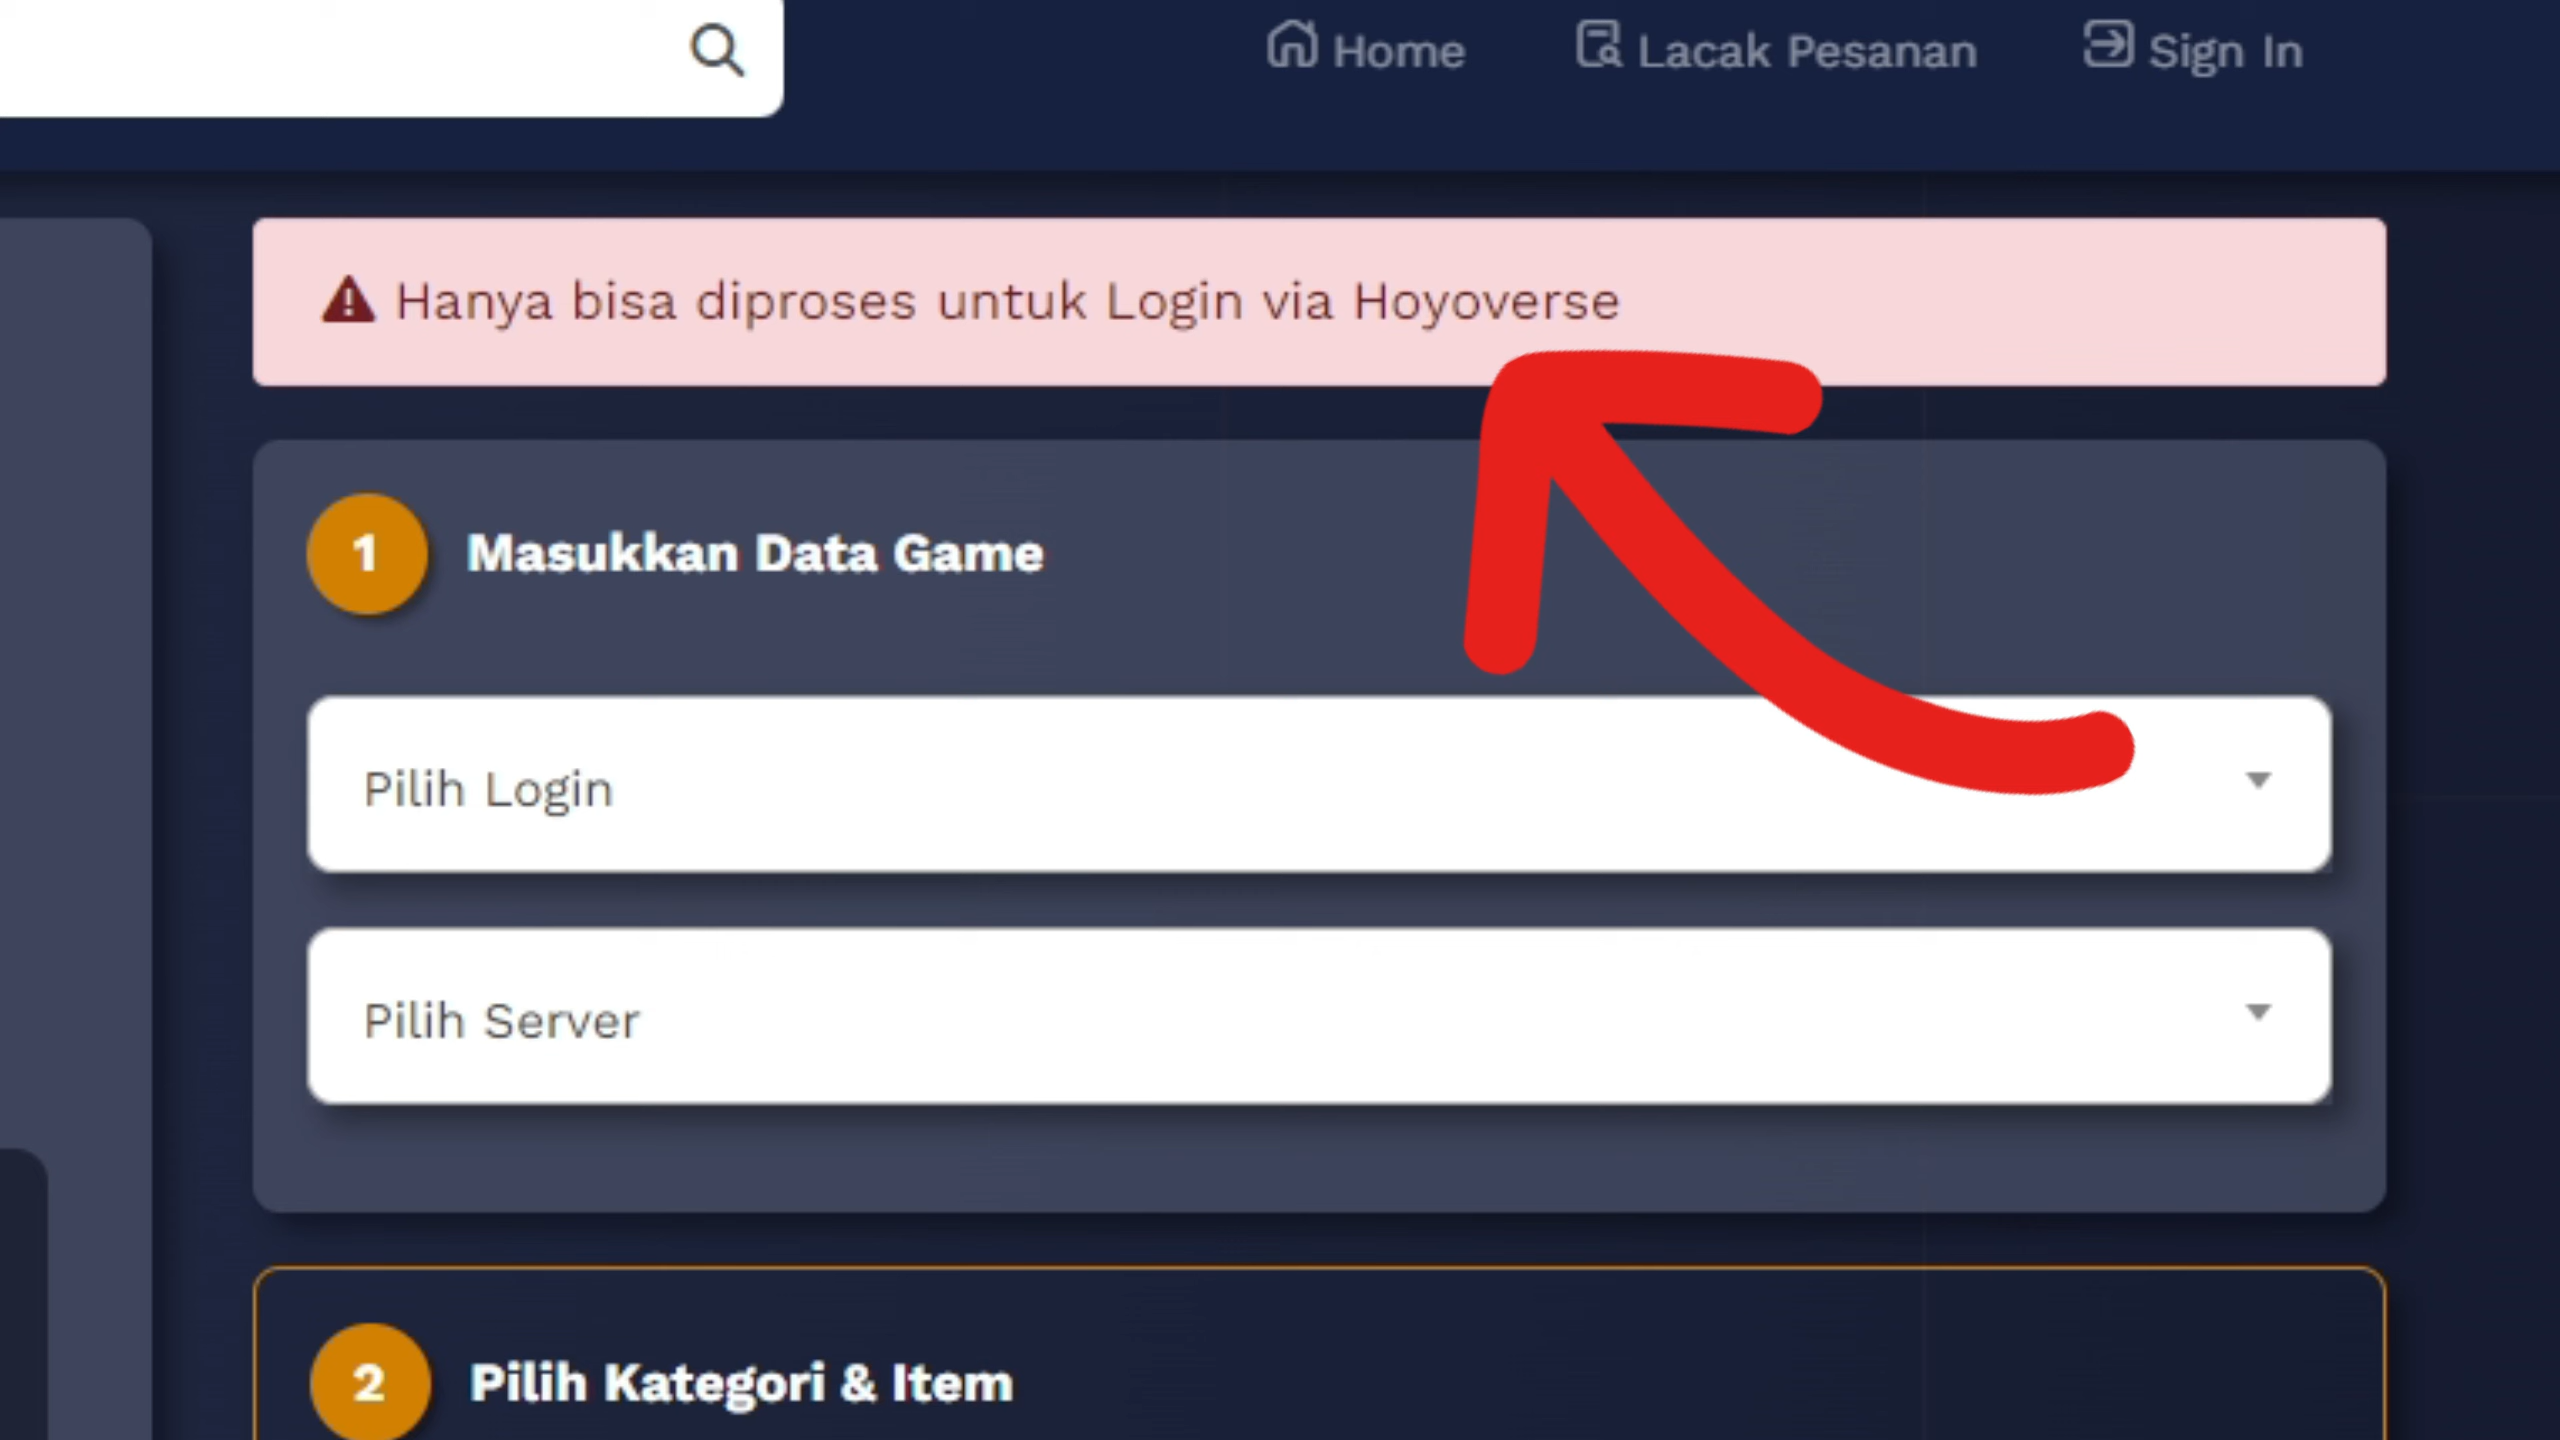 Home
Lacak Pesanan
Sign In
Hanya bisa diproses untuk Login via Hoyoverse
1
Masukkan Data Game
Pilih Login
Pilih Server
2
Pilih Kategori & Item